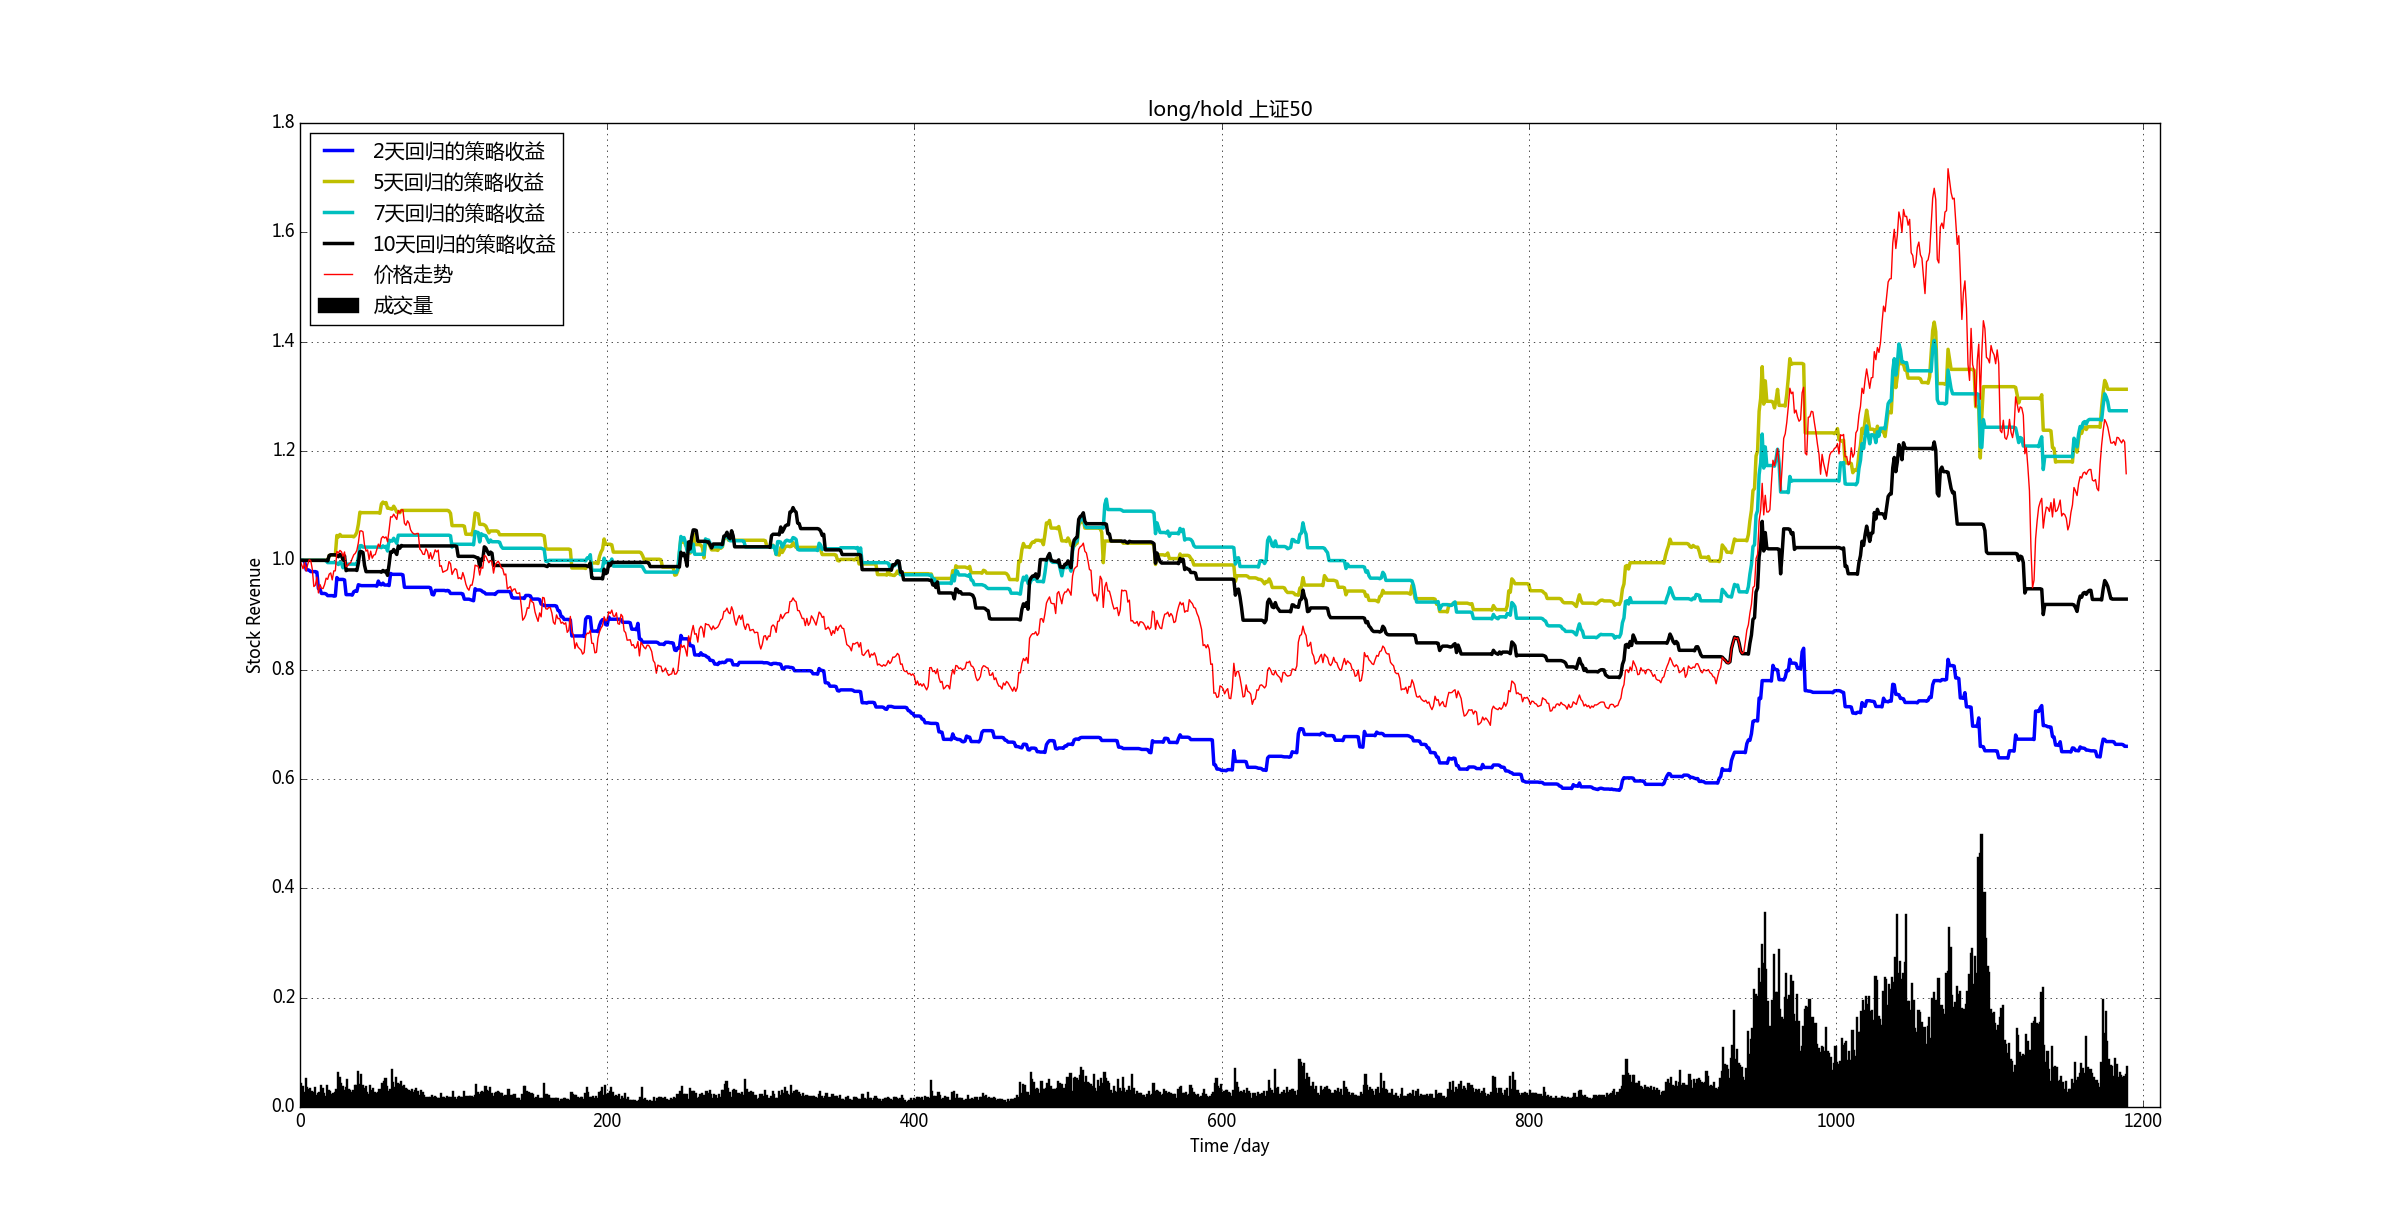 long/hold 上证50
1.8
1.6
1.4
1.2
1.0
0.8
0.6
0.4
0.2
0.0
Stock Revenue
2天回归的策略收益
5天回归的策略收益
7天回归的策略收益
10天回归的策略收益
价格走势
成交量
0 200 400 600 800 1000 1200
Time /day